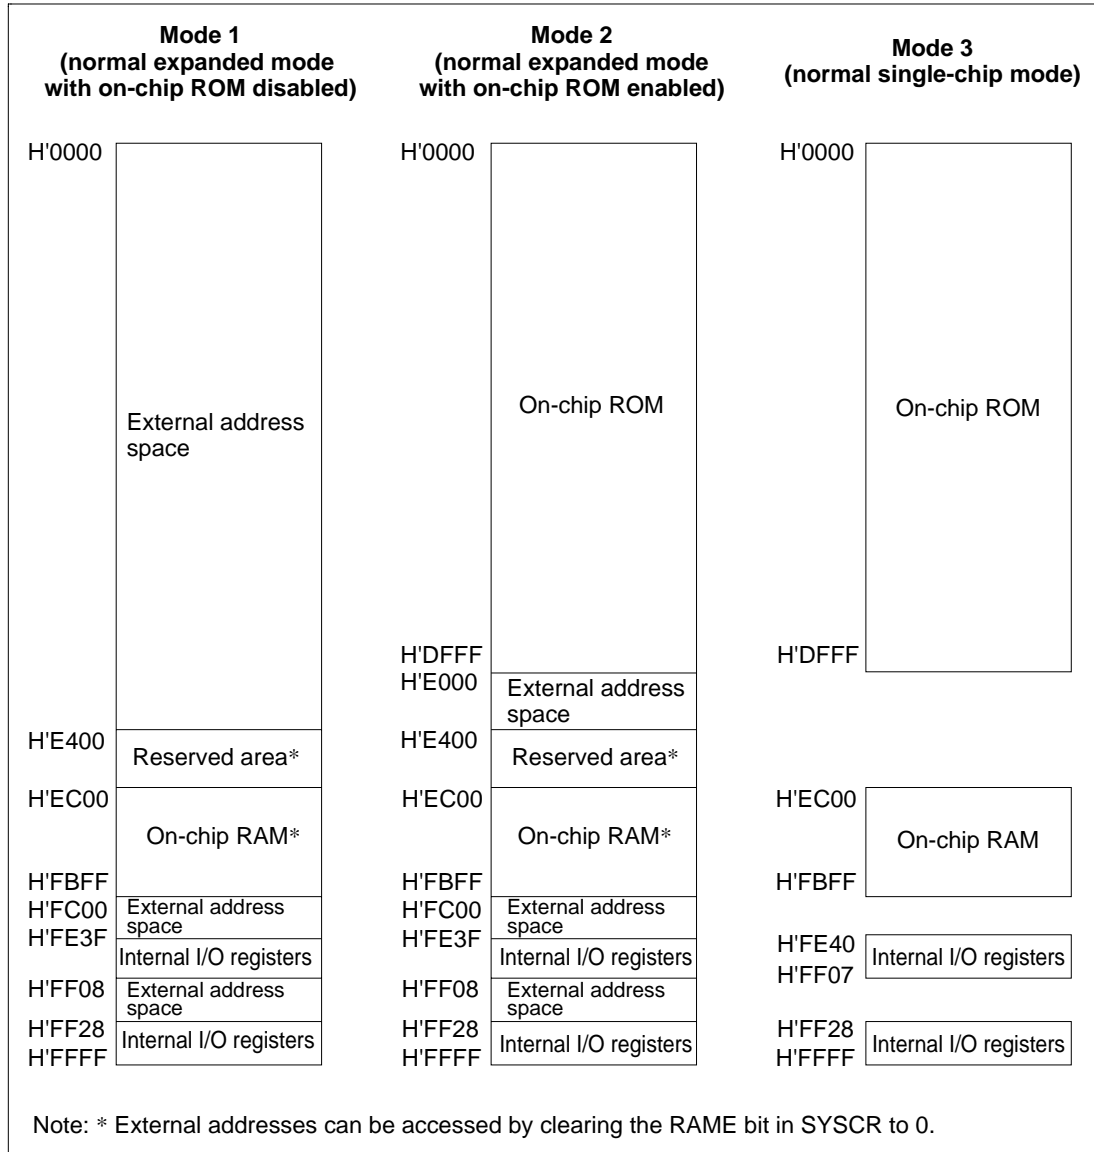 Mode 1
(normal expanded mode
with on-chip ROM disabled)
H'0000
External address
space
H'E400
Reserved area*
H'EC00
On-chip RAM*
H'FBFF
H'FC00
External address
space
H'FE3F
Internal I/O registers
H'FF08
External address
space
H'FF28
Internal I/O registers
H'FFFF
Mode 2
(normal expanded mode
with on-chip ROM enabled)
H'0000
On-chip ROM
H'DFFF
H'E000
External address
space
H'E400
Reserved area*
H'EC00
On-chip RAM*
H'FBFF
H'FC00
External address
space
H'FE3F
Internal I/O registers
H'FF08
External address
space
H'FF28
Internal I/O registers
H'FFFF
Mode 3
(normal single-chip mode)
H'0000
On-chip ROM
H'DFFF
H'EC00
On-chip RAM
H'FBFF
H'FE40
Internal I/O registers
H'FF07
H'FF28
Internal I/O registers
H'FFFF
Note: * External addresses can be accessed by clearing the RAME bit in SYSCR to 0.